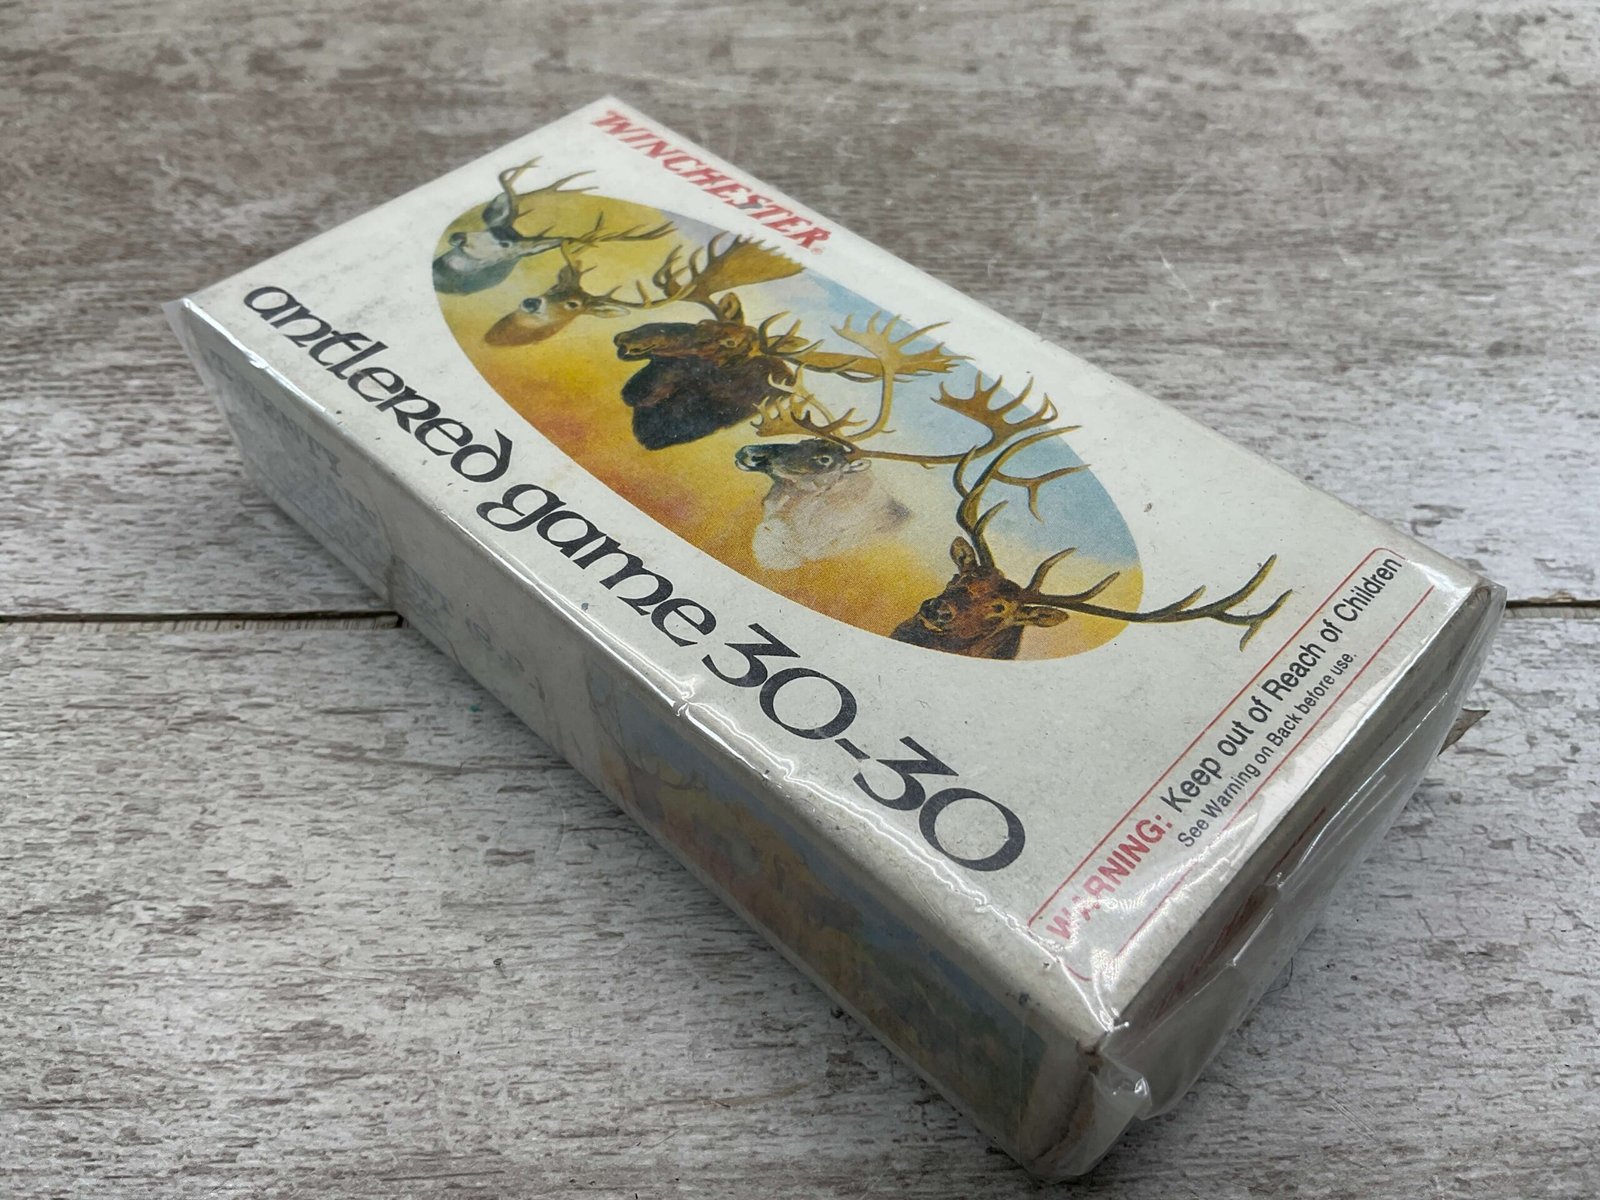 WINCHESTER®
antlered game 30-30
WARNING: Keep out of Reach of Children
See Warning on Back before use.